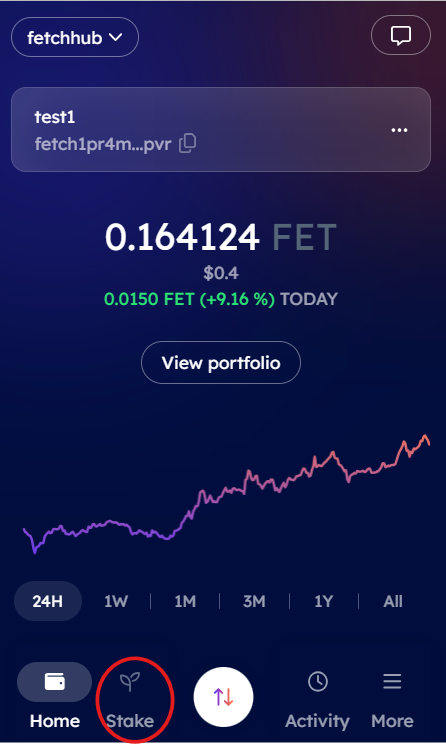 fetchhub
test1
fetch1pr4m...pvr
0.164124 FET
$0.4
0.0150 FET (+9.16 %) TODAY
View portfolio
24H 1W 1M 3M 1Y All
Home Stake Activity More